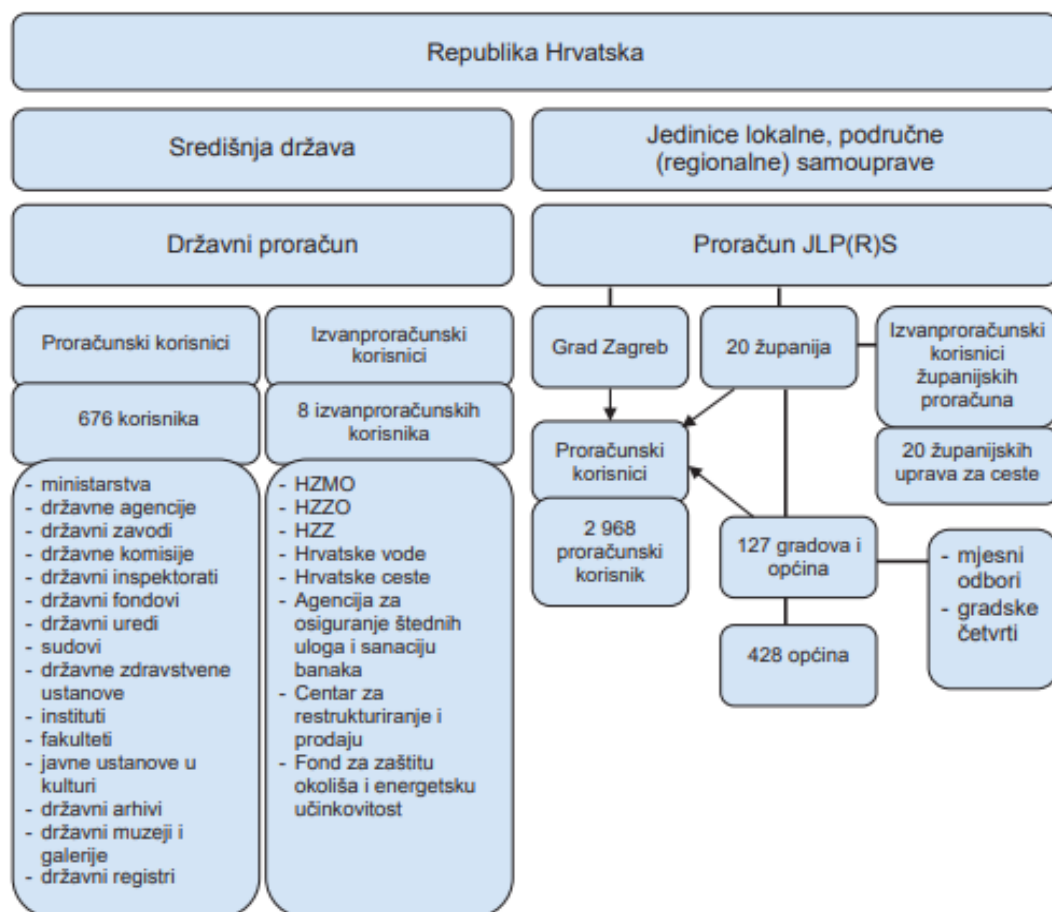 Republika Hrvatska
Središnja država
Jedinice lokalne, područne
(regionalne) samouprave
Državni proračun
Proračun JLP(R)S
Proračunski korisnici
Izvanproračunski
korisnici
676 korisnika
8 izvanproračunskih
korisnika
- ministarstva
- državne agencije
- državni zavodi
- državne komisije
- državni inspektorati
- državni fondovi
- državni uredi
- sudovi
- državne zdravstvene
ustanove
- instituti
- fakulteti
- javne ustanove u
kulturi
- državni arhivi
- državni muzeji i
galerije
- državni registri
- HZMO
- HZZO
- HZZ
- Hrvatske vode
- Hrvatske ceste
- Agencija za
osiguranje štednih
uloga i sanaciju
banaka
- Centar za
restrukturiranje i
prodaju
- Fond za zaštitu
okoliša i energetsku
učinkovitost
Grad Zagreb
20 županija
Izvanproračunski
korisnici
županijskih
proračuna
20 županijskih
uprava za ceste
Proračunski
korisnici
2 968
proračunski
korisnik
127 gradova i
općina
- mjesni
odbori
- gradske
četvrti
428 općina